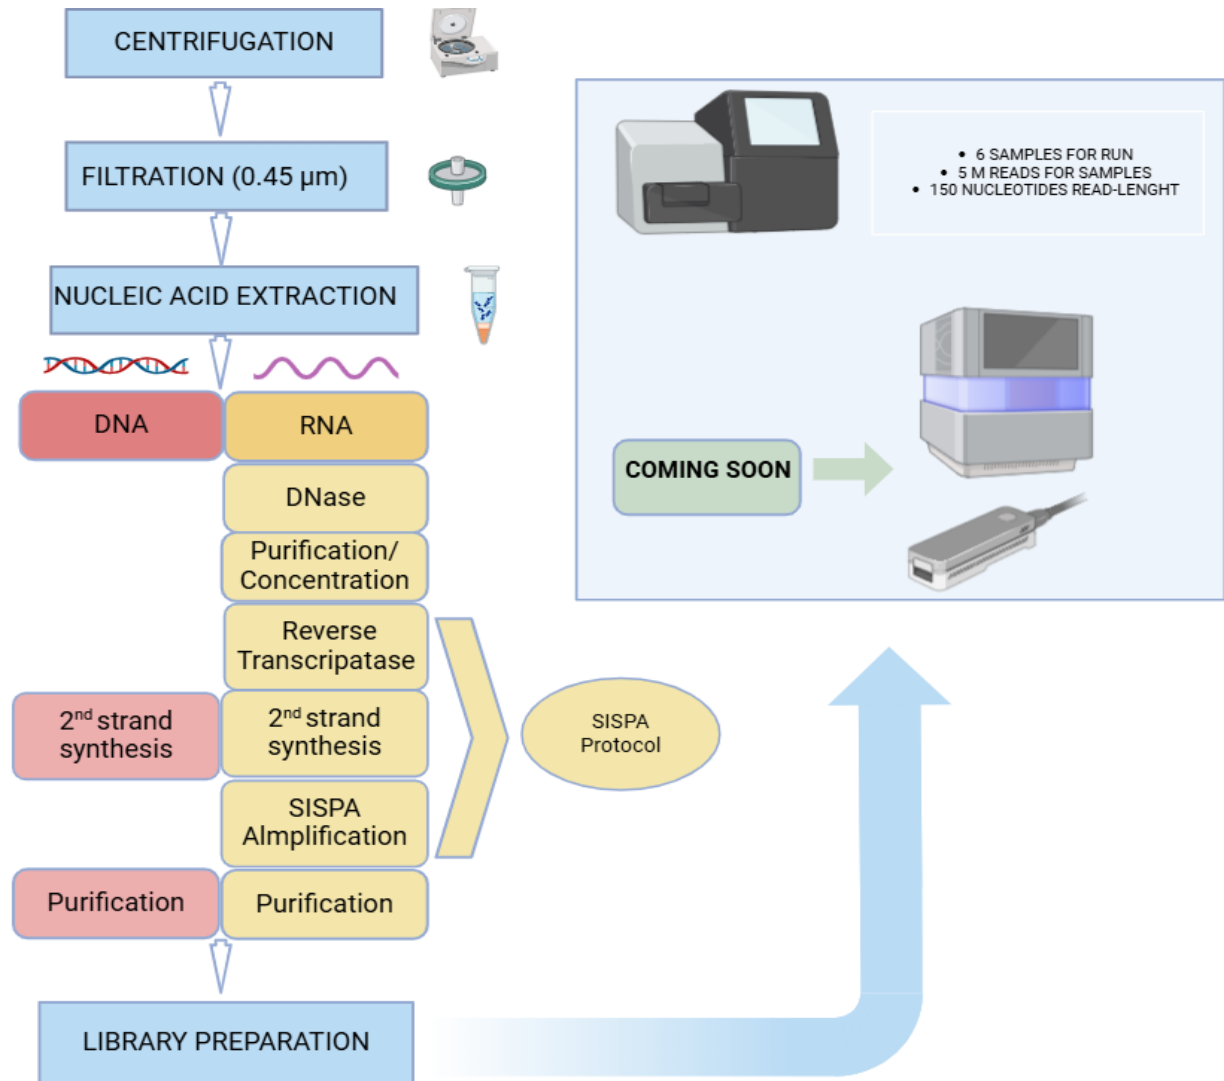 CENTRIFUGATION
FILTRATION (0.45 µm)
NUCLEIC ACID EXTRACTION
DNA
RNA
DNase
Purification/
Concentration
Reverse
Transcripatase
2nd strand
synthesis
2nd strand
synthesis
SISPA
Almplification
Purification
Purification
SISPA
Protocol
LIBRARY PREPARATION
• 6 SAMPLES FOR RUN
• 5 M READS FOR SAMPLES
• 150 NUCLEOTIDES READ-LENGHT
COMING SOON